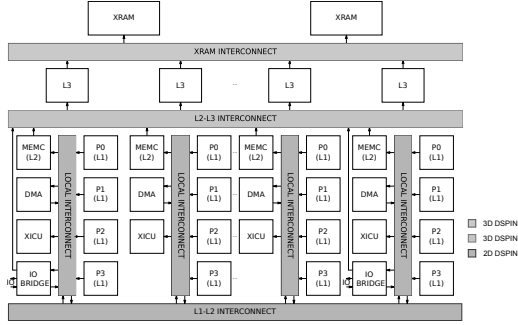 XRAM XRAM
XRAM INTERCONNECT
L3 L3 ... L3 L3
L2-L3 INTERCONNECT
MEMC (L2) P0 (L1) MEMC (L2) P0 (L1) ... MEMC (L2) P0 (L1) MEMC (L2) P0 (L1)
DMA P1 (L1) DMA P1 (L1) ... DMA P1 (L1) DMA P1 (L1)
LOCAL INTERCONNECT LOCAL INTERCONNECT LOCAL INTERCONNECT LOCAL INTERCONNECT
XICU P2 (L1) XICU P2 (L1) ... XICU P2 (L1) XICU P2 (L1)
IO IO BRIDGE P3 (L1) P3 (L1) ... P3 (L1) IO IO BRIDGE P3 (L1)
L1-L2 INTERCONNECT
3D DSPIN
3D DSPIN
2D DSPIN